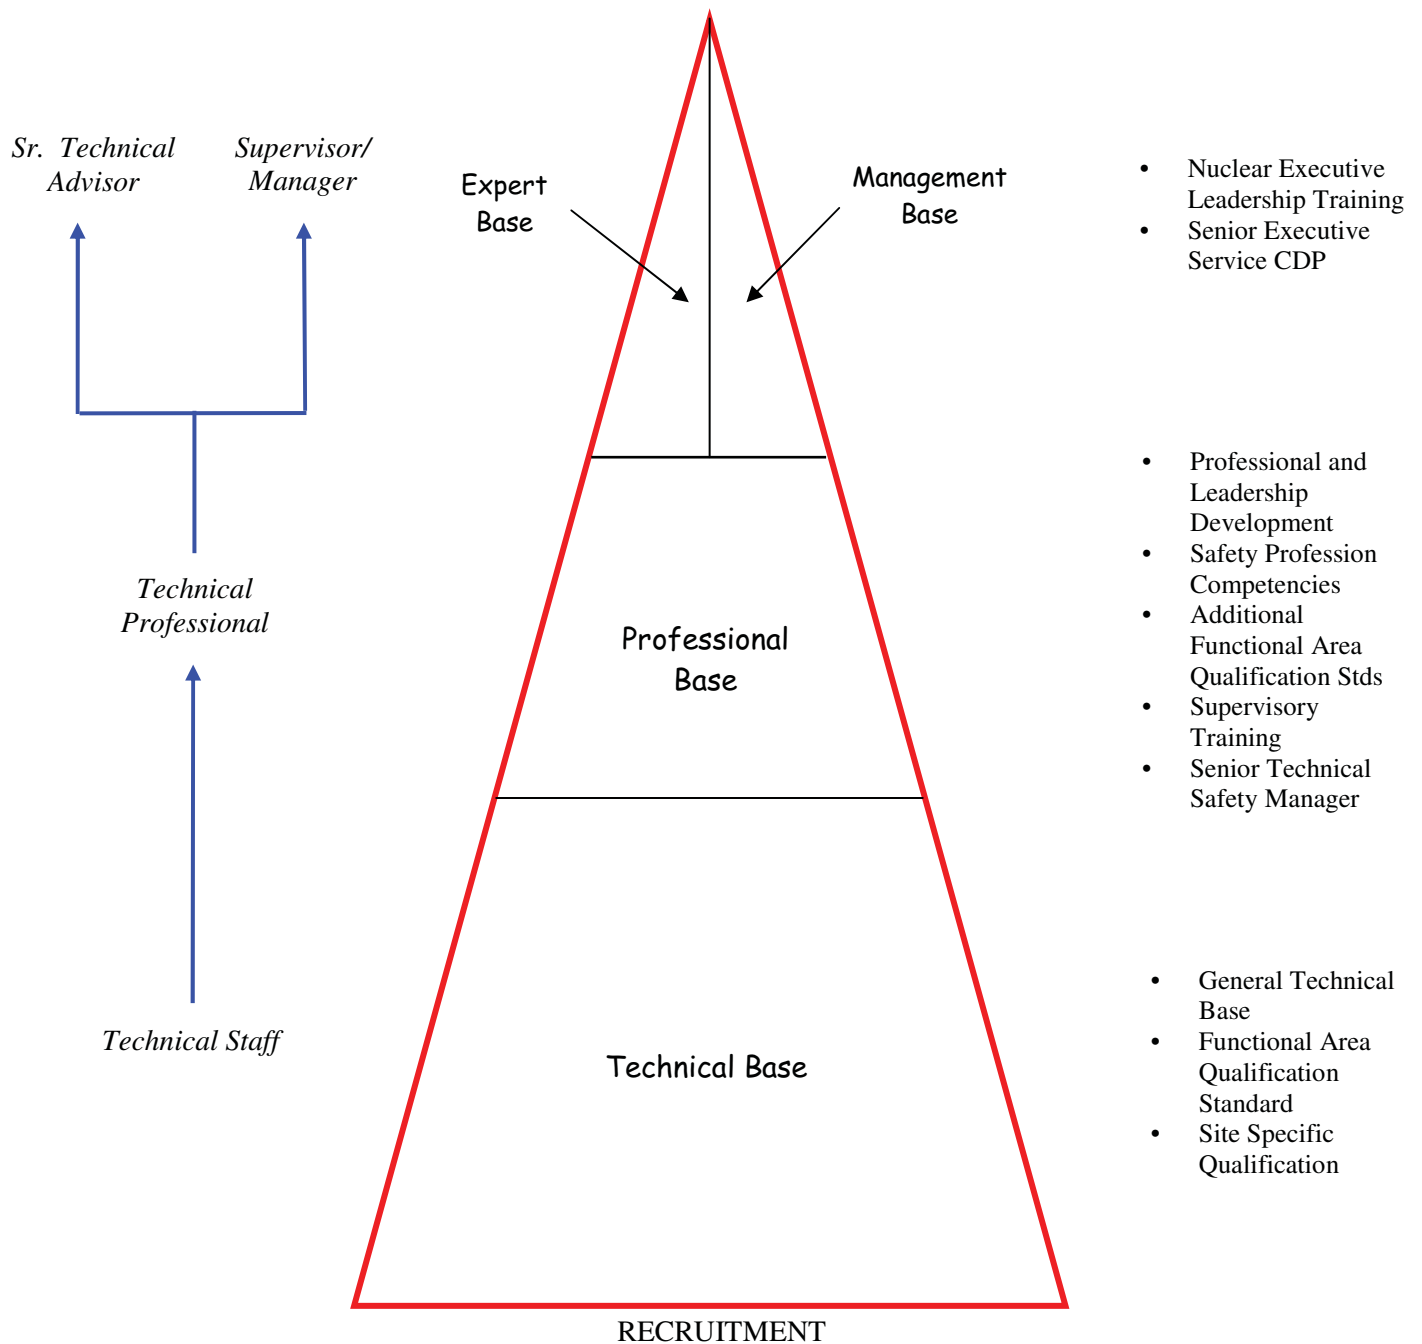 Sr. Technical
Advisor
Supervisor/
Manager
Expert
Base
Management
Base
• Nuclear Executive
Leadership Training
• Senior Executive
Service CDP
Technical
Professional
Professional
Base
• Professional and
Leadership
Development
• Safety Profession
Competencies
• Additional
Functional Area
Qualification Stds
• Supervisory
Training
• Senior Technical
Safety Manager
Technical Staff
Technical Base
• General Technical
Base
• Functional Area
Qualification
Standard
• Site Specific
Qualification
RECRUITMENT